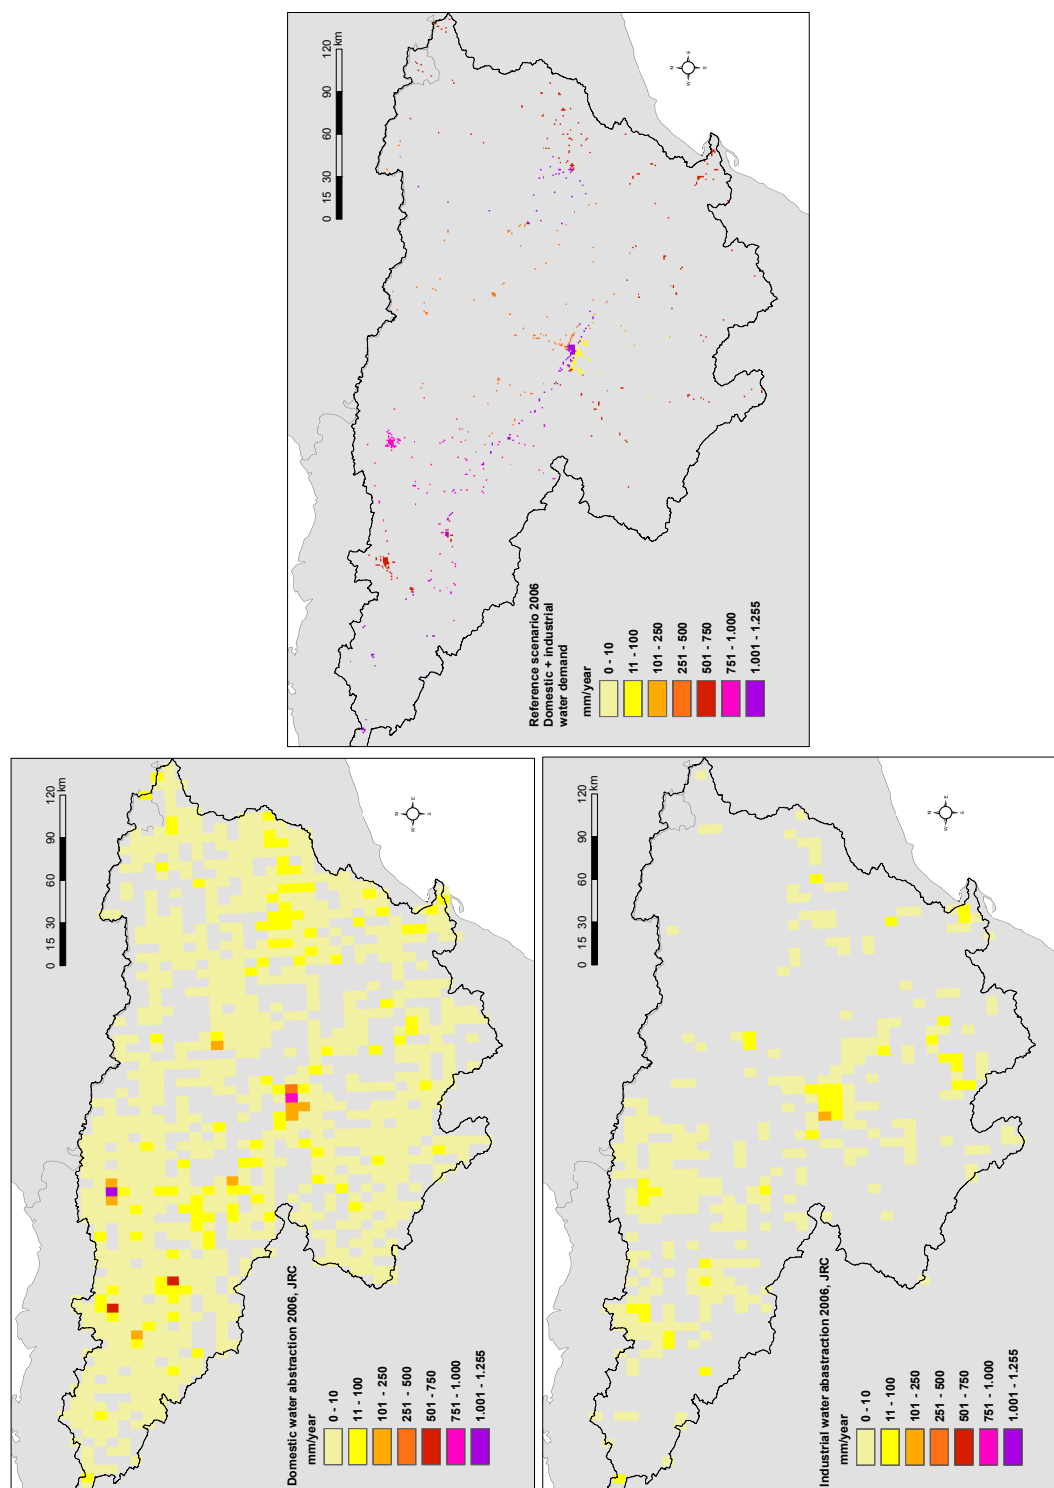 Reference scenario 2006
Domestic + industrial
water demand
mm/year
0 - 10
11 - 100
101 - 250
251 - 500
501 - 750
751 - 1.000
1.001 - 1.255
0 15 30 60 90 120
km
N
W E
S
Domestic water abstraction 2006, JRC
mm/year
0 - 10
11 - 100
101 - 250
251 - 500
501 - 750
751 - 1.000
1.001 - 1.255
0 15 30 60 90 120
km
N
W E
S
Industrial water abastraction 2006, JRC
mm/year
0 - 10
11 - 100
101 - 250
251 - 500
501 - 750
751 - 1.000
1.001 - 1.255
0 15 30 60 90 120
km
N
W E
S